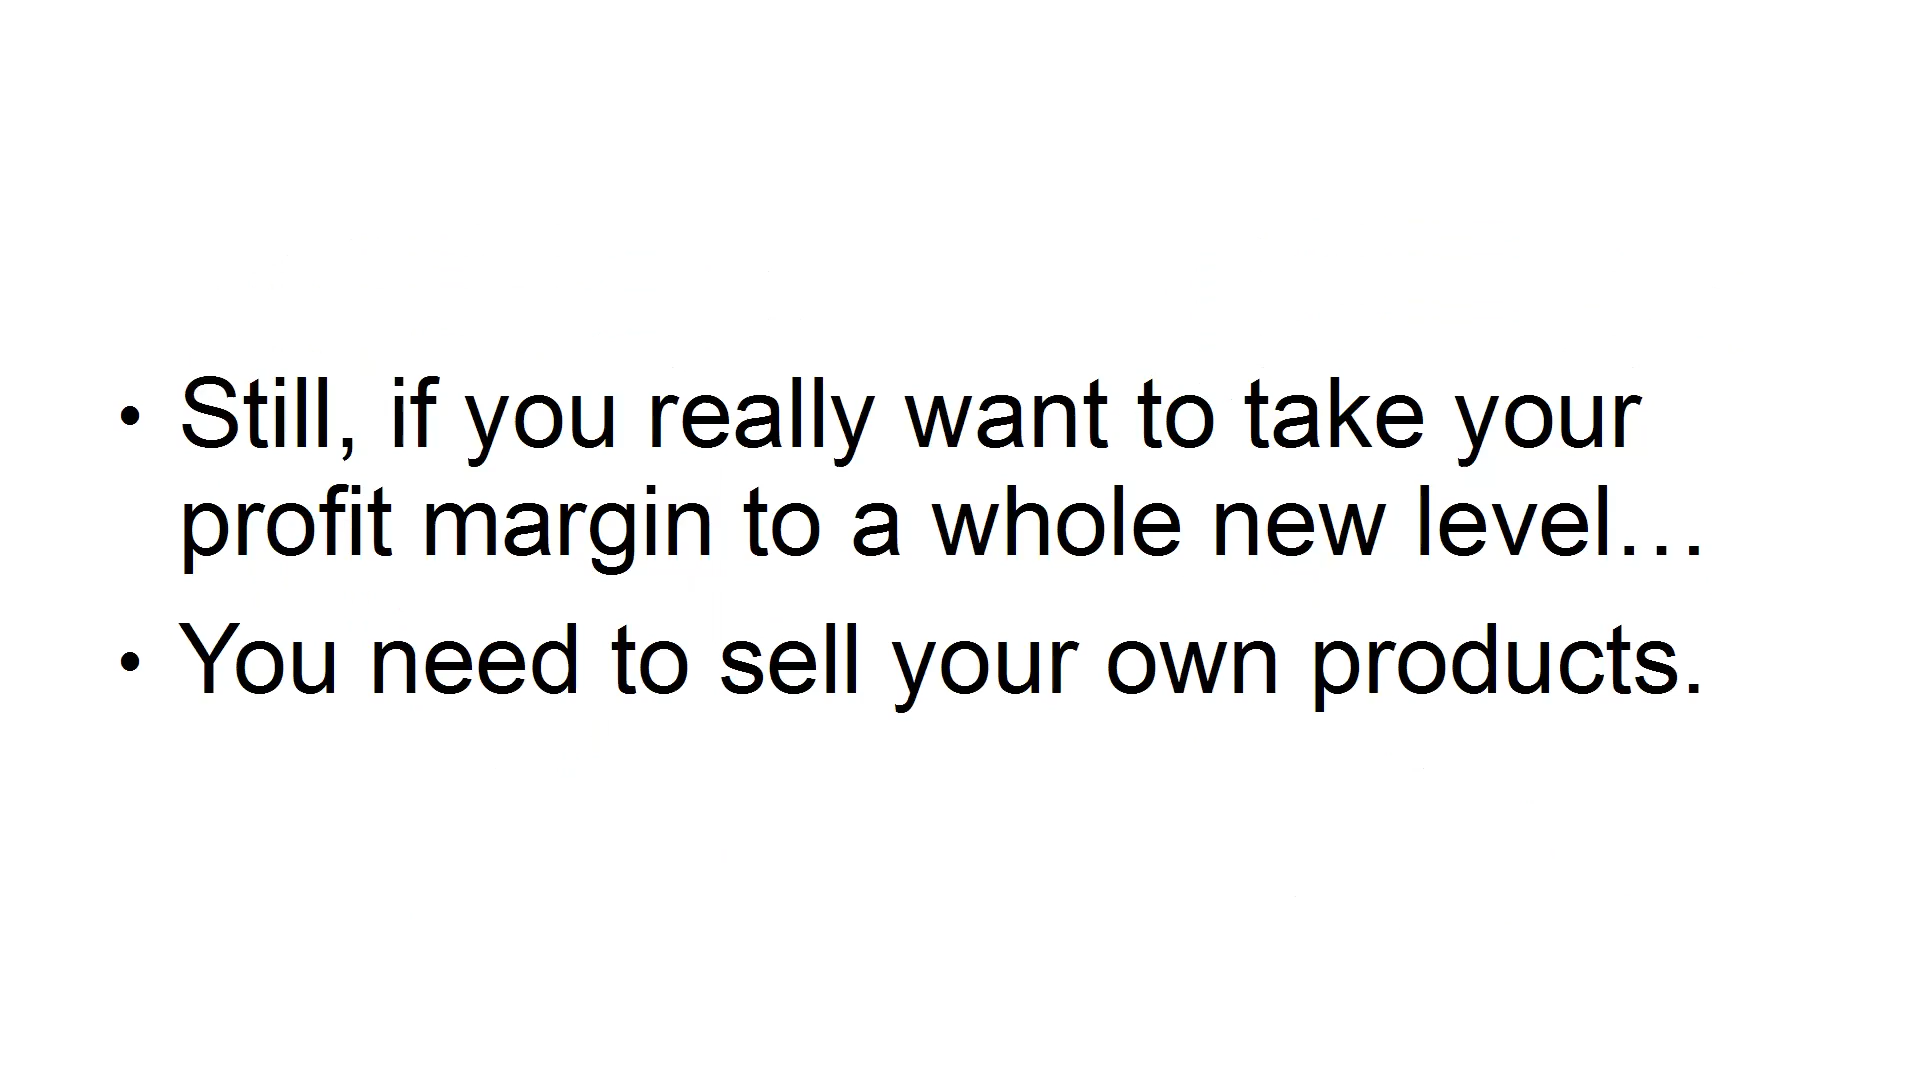 • Still, if you really want to take your
profit margin to a whole new level…
• You need to sell your own products.